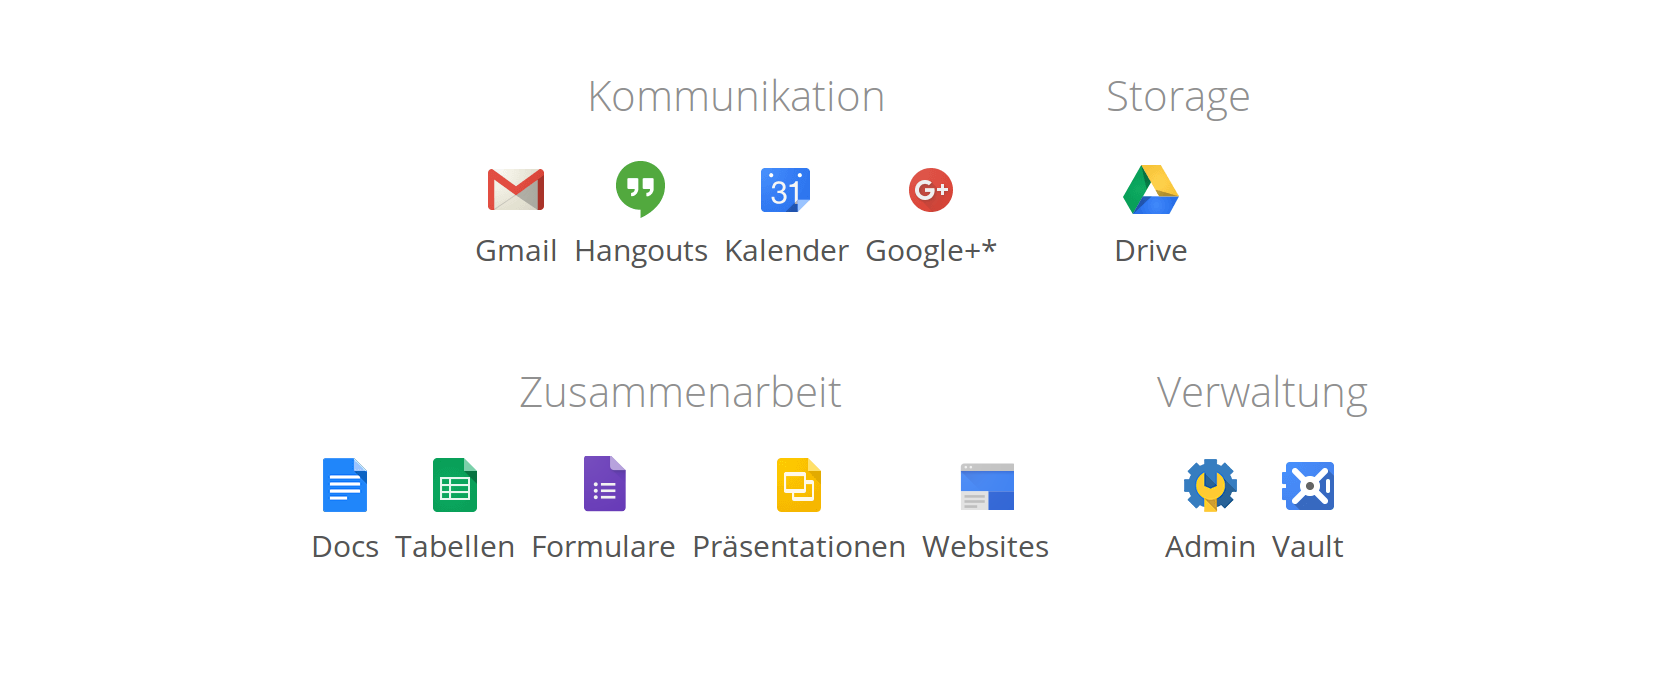 Kommunikation
Storage
31
G+
Gmail Hangouts Kalender Google+*
Drive
Zusammenarbeit
Verwaltung
Docs Tabellen Formulare Präsentationen Websites
Admin Vault